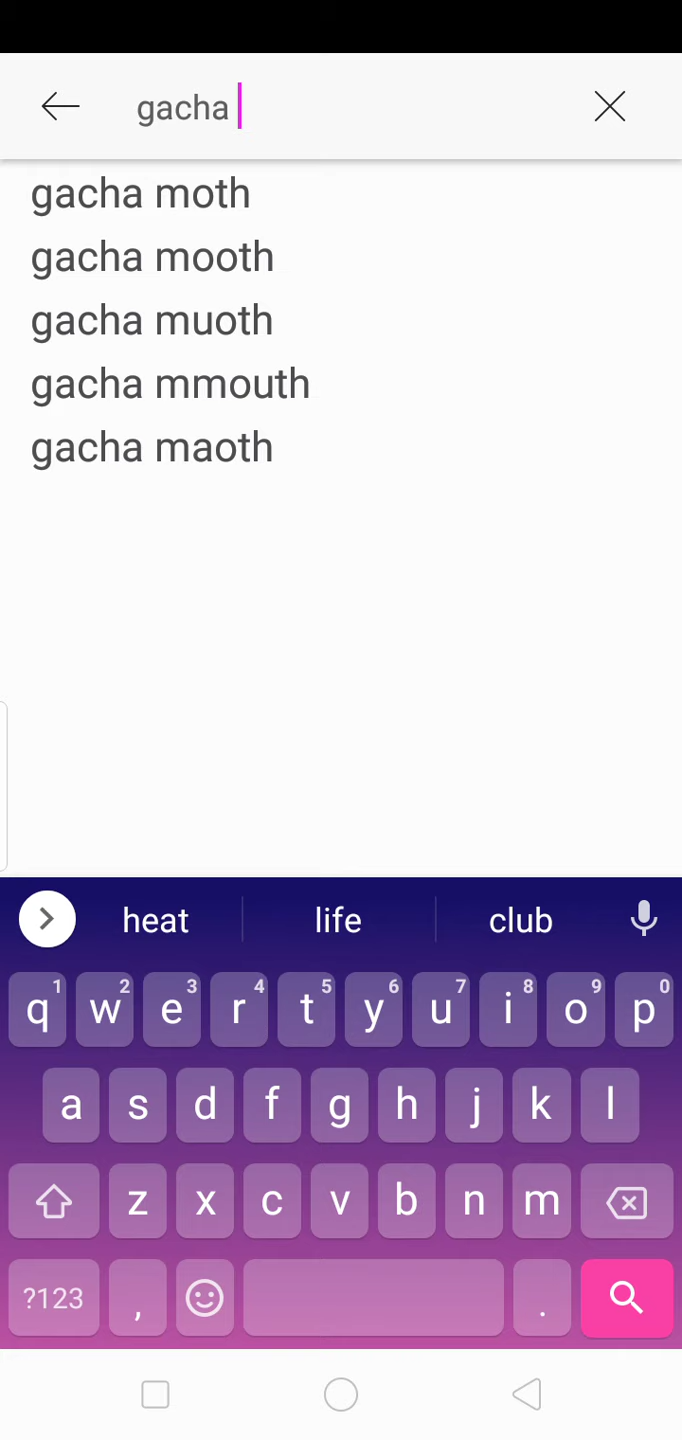 gacha
gacha moth
gacha mooth
gacha muoth
gacha mmouth
gacha maoth
heat life club
1 2 3 4 5 6 7 8 9 0
q w e r t y u i o p
a s d f g h j k l
z x c v b n m
?123 , .